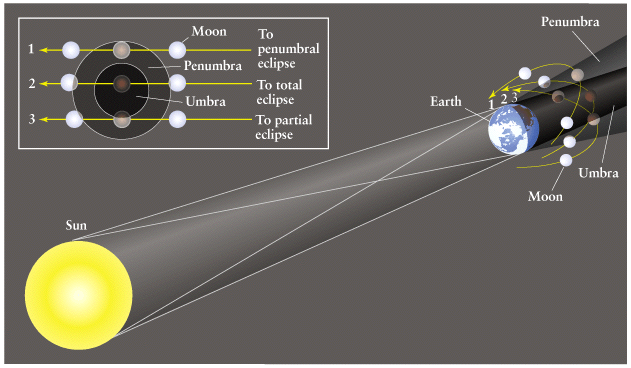 Moon
To
penumbral
eclipse
1
Penumbra
2
To total
eclipse
Umbra
3
To partial
eclipse
Penumbra
Earth
1 2 3
Umbra
Moon
Sun